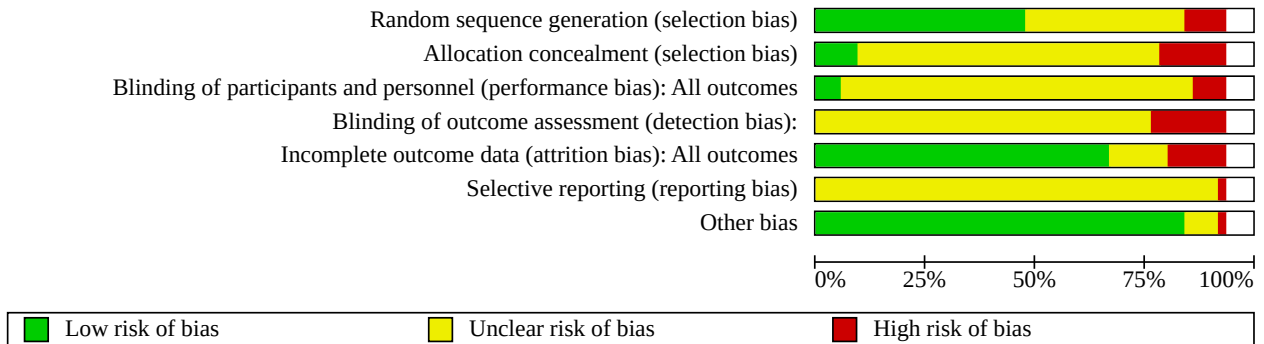 Random sequence generation (selection bias)
Allocation concealment (selection bias)
Blinding of participants and personnel (performance bias): All outcomes
Blinding of outcome assessment (detection bias):
Incomplete outcome data (attrition bias): All outcomes
Selective reporting (reporting bias)
Other bias
0% 25% 50% 75% 100%
Low risk of bias Unclear risk of bias High risk of bias